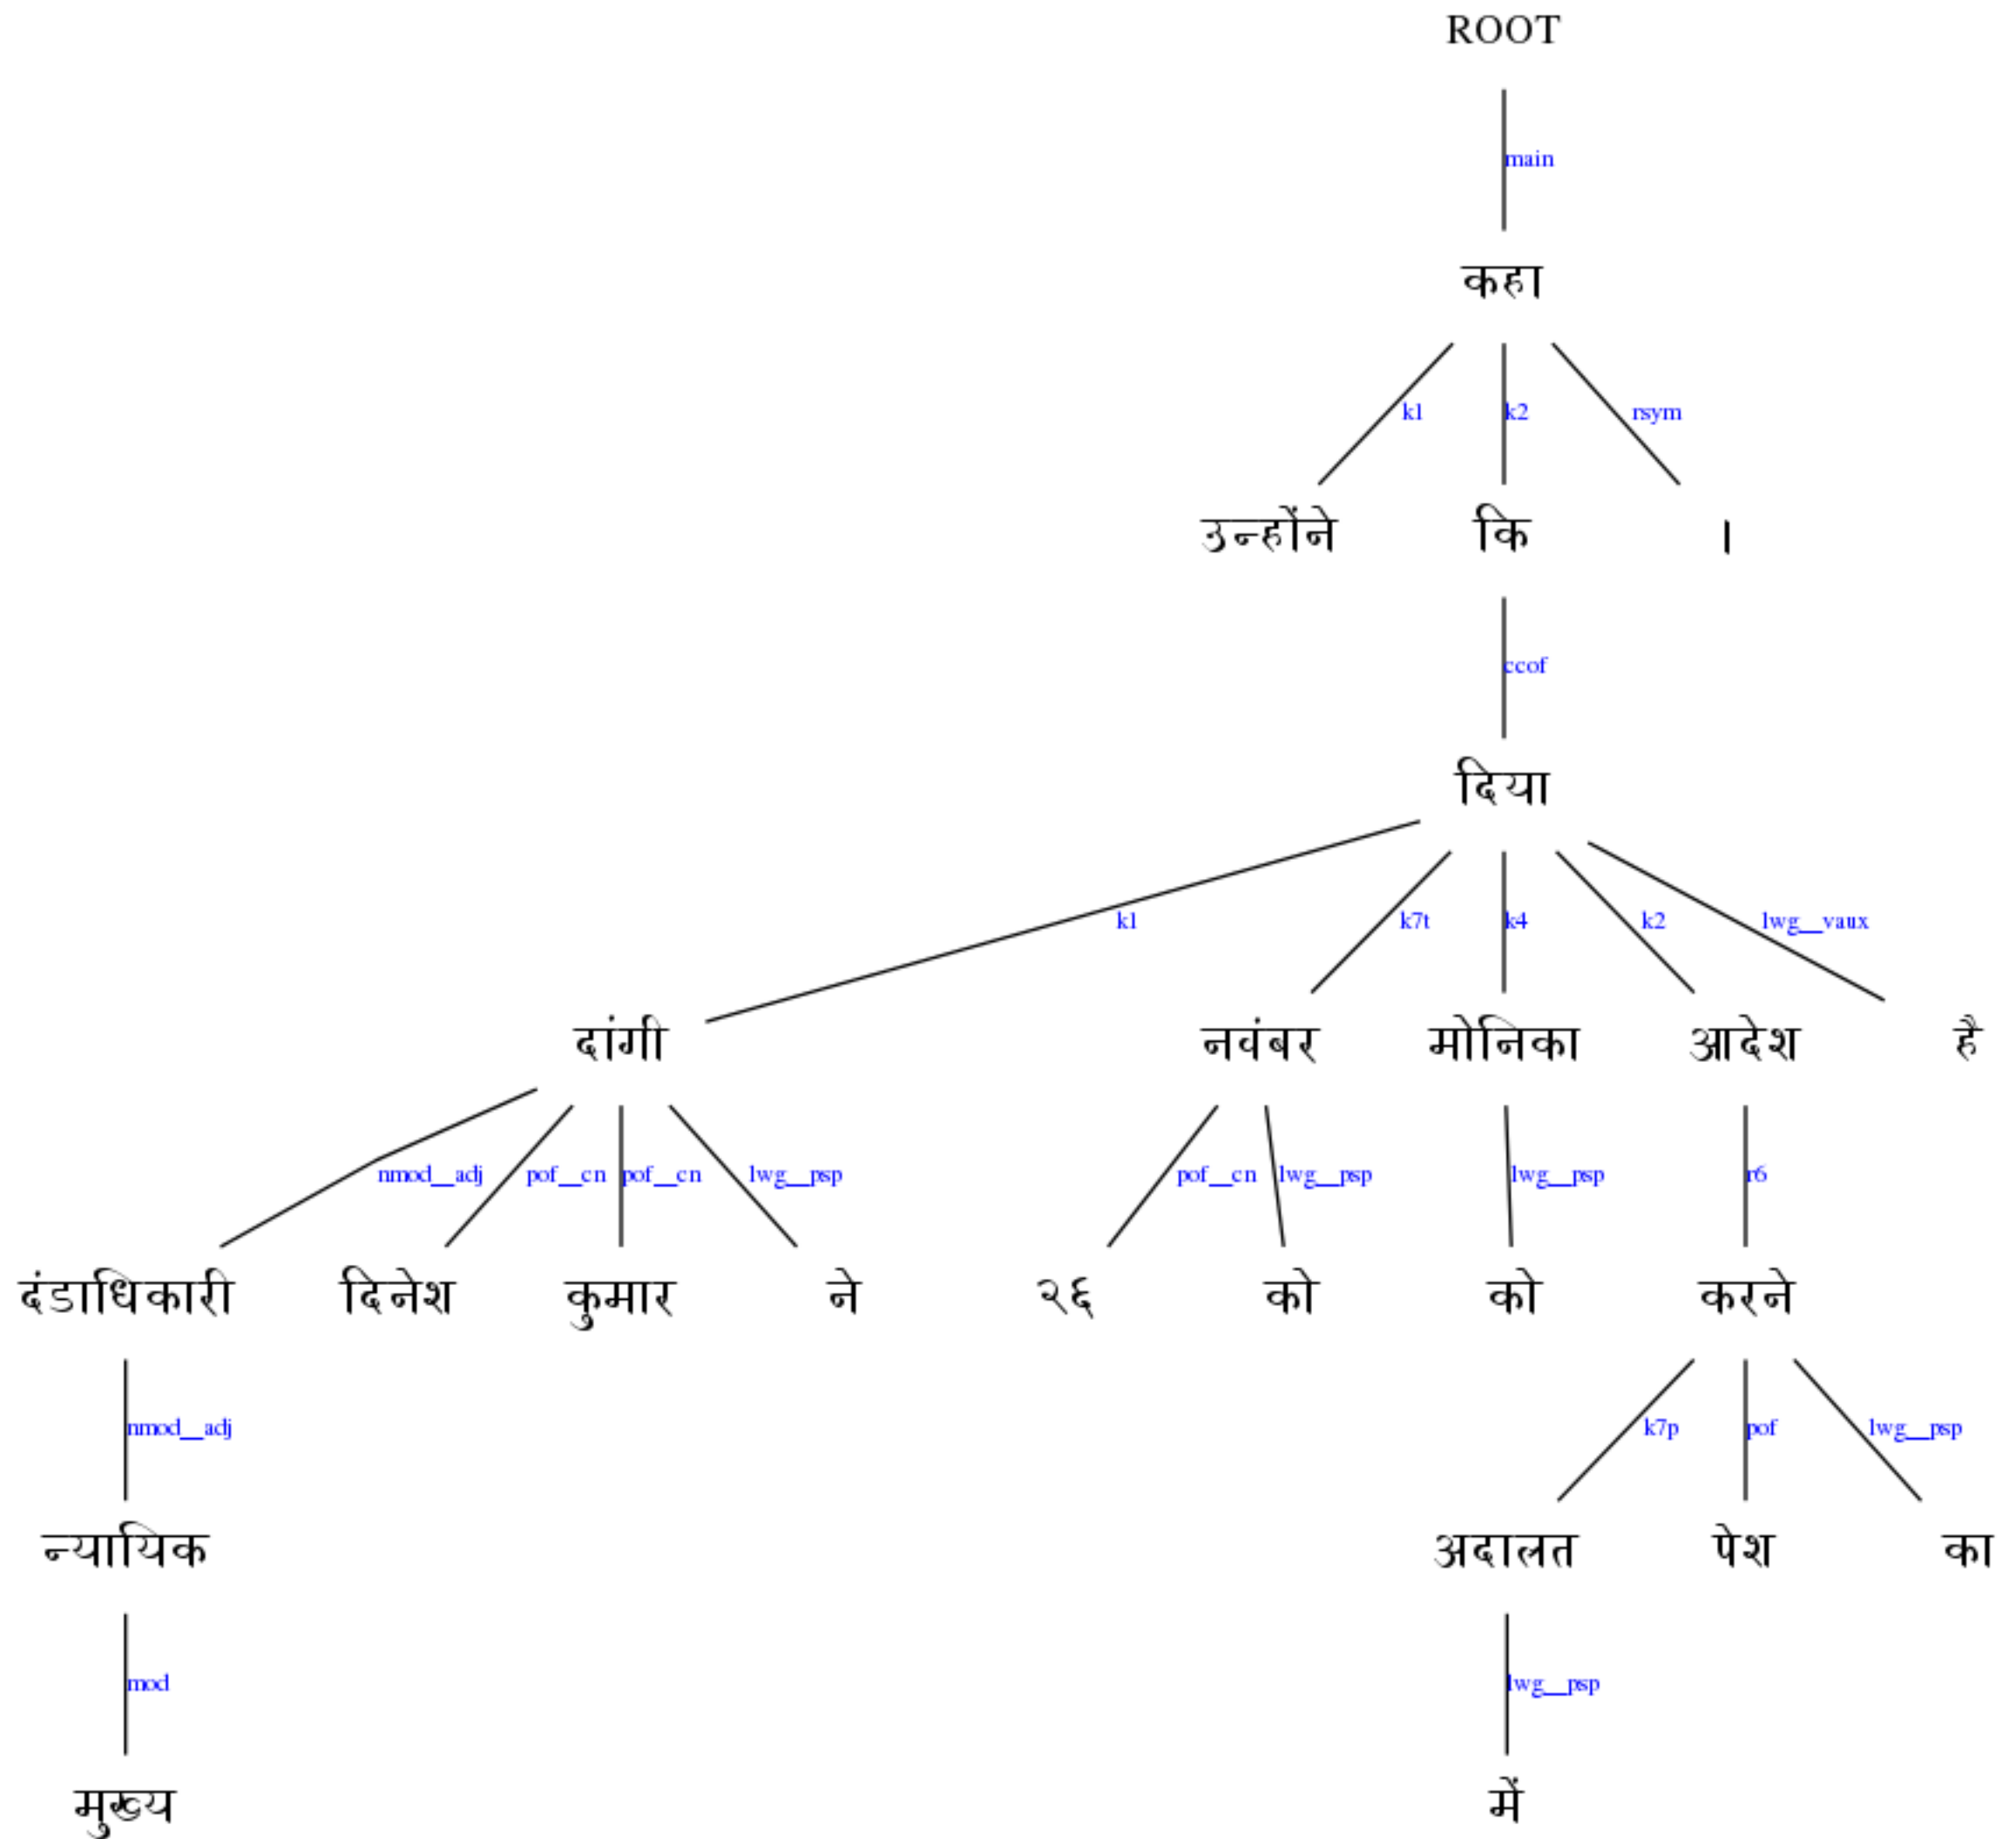 ROOT
main
कहा
k1 k2 rsym
उन्होंने कि ।
ccof
दिया
k1 k7t k4 k2 lwg__vaux
दांगी नवंबर मोनिका आदेश है
nmod__adj pof__cn pof__cn lwg__psp pof__cn lwg__psp lwg__psp r6
दंडाधिकारी दिनेश कुमार ने २६ को को करने
nmod__adj k7p pof lwg__psp
न्यायिक अदालत पेश का
mod lwg__psp
मुख्य में